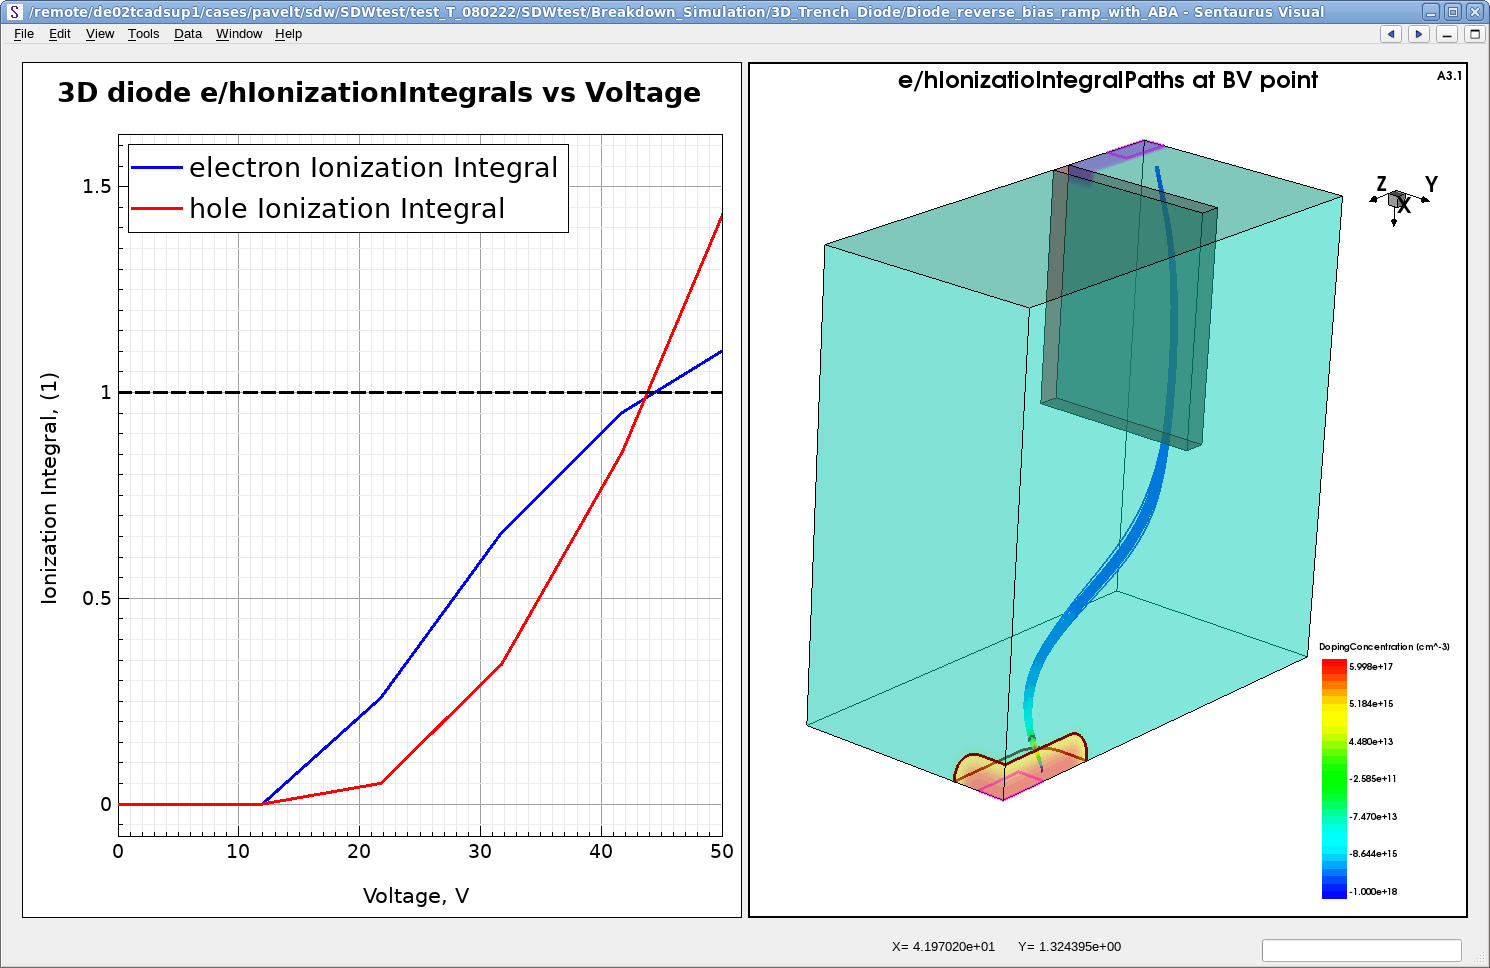 /remote/de02tcadsup1/cases/pavelt/sdw/SDWtest/test_T_080222/SDWtest/Breakdown_Simulation/3D_Trench_Diode/Diode_reverse_bias_ramp_with_ABA - Sentaurus Visual
File Edit View Tools Data Window Help
3D diode e/hIonizationIntegrals vs Voltage
electron Ionization Integral
hole Ionization Integral
1.5
1
0.5
0
Ionization Integral, (1)
0 10 20 30 40 50
Voltage, V
e/hIonizatioIntegralPaths at BV point
A3.1
Z Y
X
DopingConcentration (cm^-3)
5.998e+17
5.184e+15
4.480e+13
-2.585e+11
-7.470e+13
-8.644e+15
-1.000e+18
X= 4.197020e+01 Y= 1.324395e+00